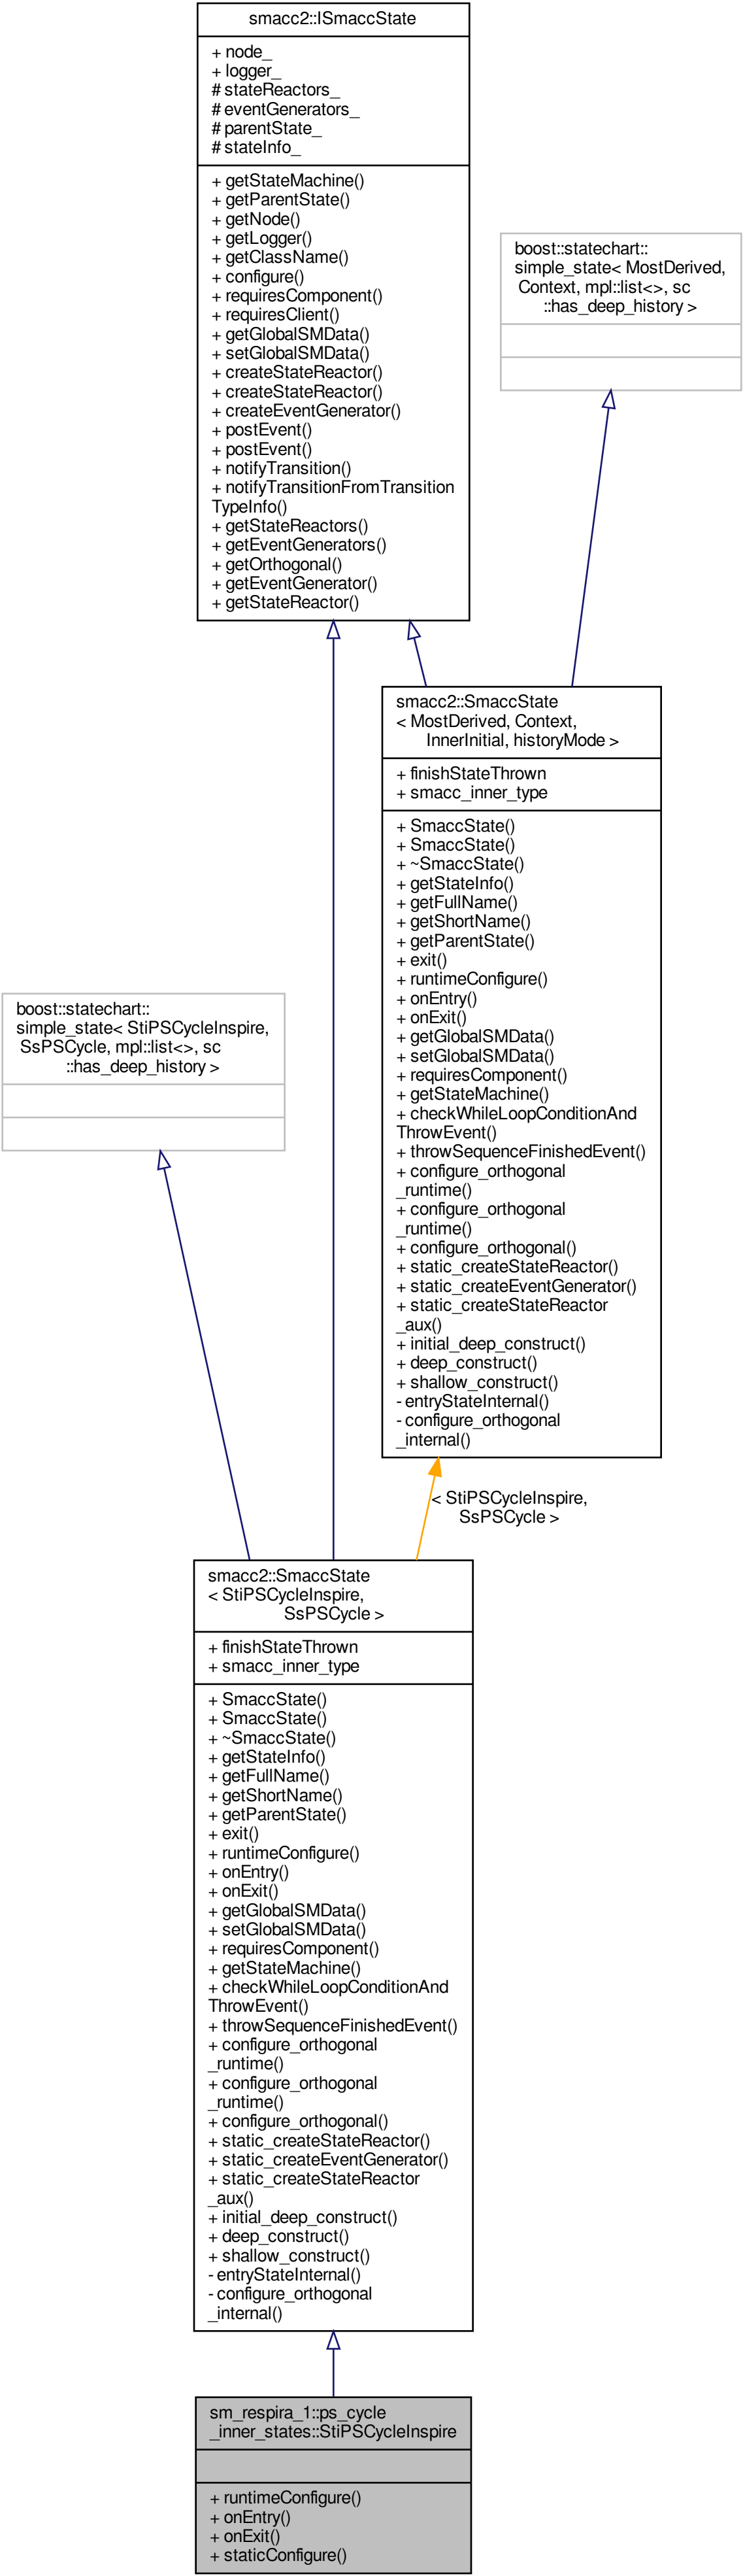 smacc2::ISmaccState
+ node_
+ logger_
# stateReactors_
# eventGenerators_
# parentState_
# stateInfo_
+ getStateMachine()
+ getParentState()
+ getNode()
+ getLogger()
+ getClassName()
+ configure()
+ requiresComponent()
+ requiresClient()
+ getGlobalSMData()
+ setGlobalSMData()
+ createStateReactor()
+ createStateReactor()
+ createEventGenerator()
+ postEvent()
+ postEvent()
+ notifyTransition()
+ notifyTransitionFromTransition
TypeInfo()
+ getStateReactors()
+ getEventGenerators()
+ getOrthogonal()
+ getEventGenerator()
+ getStateReactor()
boost::statechart::
simple_state< MostDerived,
Context, mpl::list<>, sc
::has_deep_history >
smacc2::SmaccState
< MostDerived, Context,
InnerInitial, historyMode >
+ finishStateThrown
+ smacc_inner_type
+ SmaccState()
+ SmaccState()
+ ~SmaccState()
+ getStateInfo()
+ getFullName()
+ getShortName()
+ getParentState()
+ exit()
+ runtimeConfigure()
+ onEntry()
+ onExit()
+ getGlobalSMData()
+ setGlobalSMData()
+ requiresComponent()
+ getStateMachine()
+ checkWhileLoopConditionAnd
ThrowEvent()
+ throwSequenceFinishedEvent()
+ configure_orthogonal
_runtime()
+ configure_orthogonal
_runtime()
+ configure_orthogonal()
+ static_createStateReactor()
+ static_createEventGenerator()
+ static_createStateReactor
_aux()
+ initial_deep_construct()
+ deep_construct()
+ shallow_construct()
- entryStateInternal()
- configure_orthogonal
_internal()
boost::statechart::
simple_state< StiPSCycleInspire,
SsPSCycle, mpl::list<>, sc
::has_deep_history >
< StiPSCycleInspire,
SsPSCycle >
smacc2::SmaccState
< StiPSCycleInspire,
SsPSCycle >
+ finishStateThrown
+ smacc_inner_type
+ SmaccState()
+ SmaccState()
+ ~SmaccState()
+ getStateInfo()
+ getFullName()
+ getShortName()
+ getParentState()
+ exit()
+ runtimeConfigure()
+ onEntry()
+ onExit()
+ getGlobalSMData()
+ setGlobalSMData()
+ requiresComponent()
+ getStateMachine()
+ checkWhileLoopConditionAnd
ThrowEvent()
+ throwSequenceFinishedEvent()
+ configure_orthogonal
_runtime()
+ configure_orthogonal
_runtime()
+ configure_orthogonal()
+ static_createStateReactor()
+ static_createEventGenerator()
+ static_createStateReactor
_aux()
+ initial_deep_construct()
+ deep_construct()
+ shallow_construct()
- entryStateInternal()
- configure_orthogonal
_internal()
sm_respira_1::ps_cycle
_inner_states::StiPSCycleInspire
+ runtimeConfigure()
+ onEntry()
+ onExit()
+ staticConfigure()